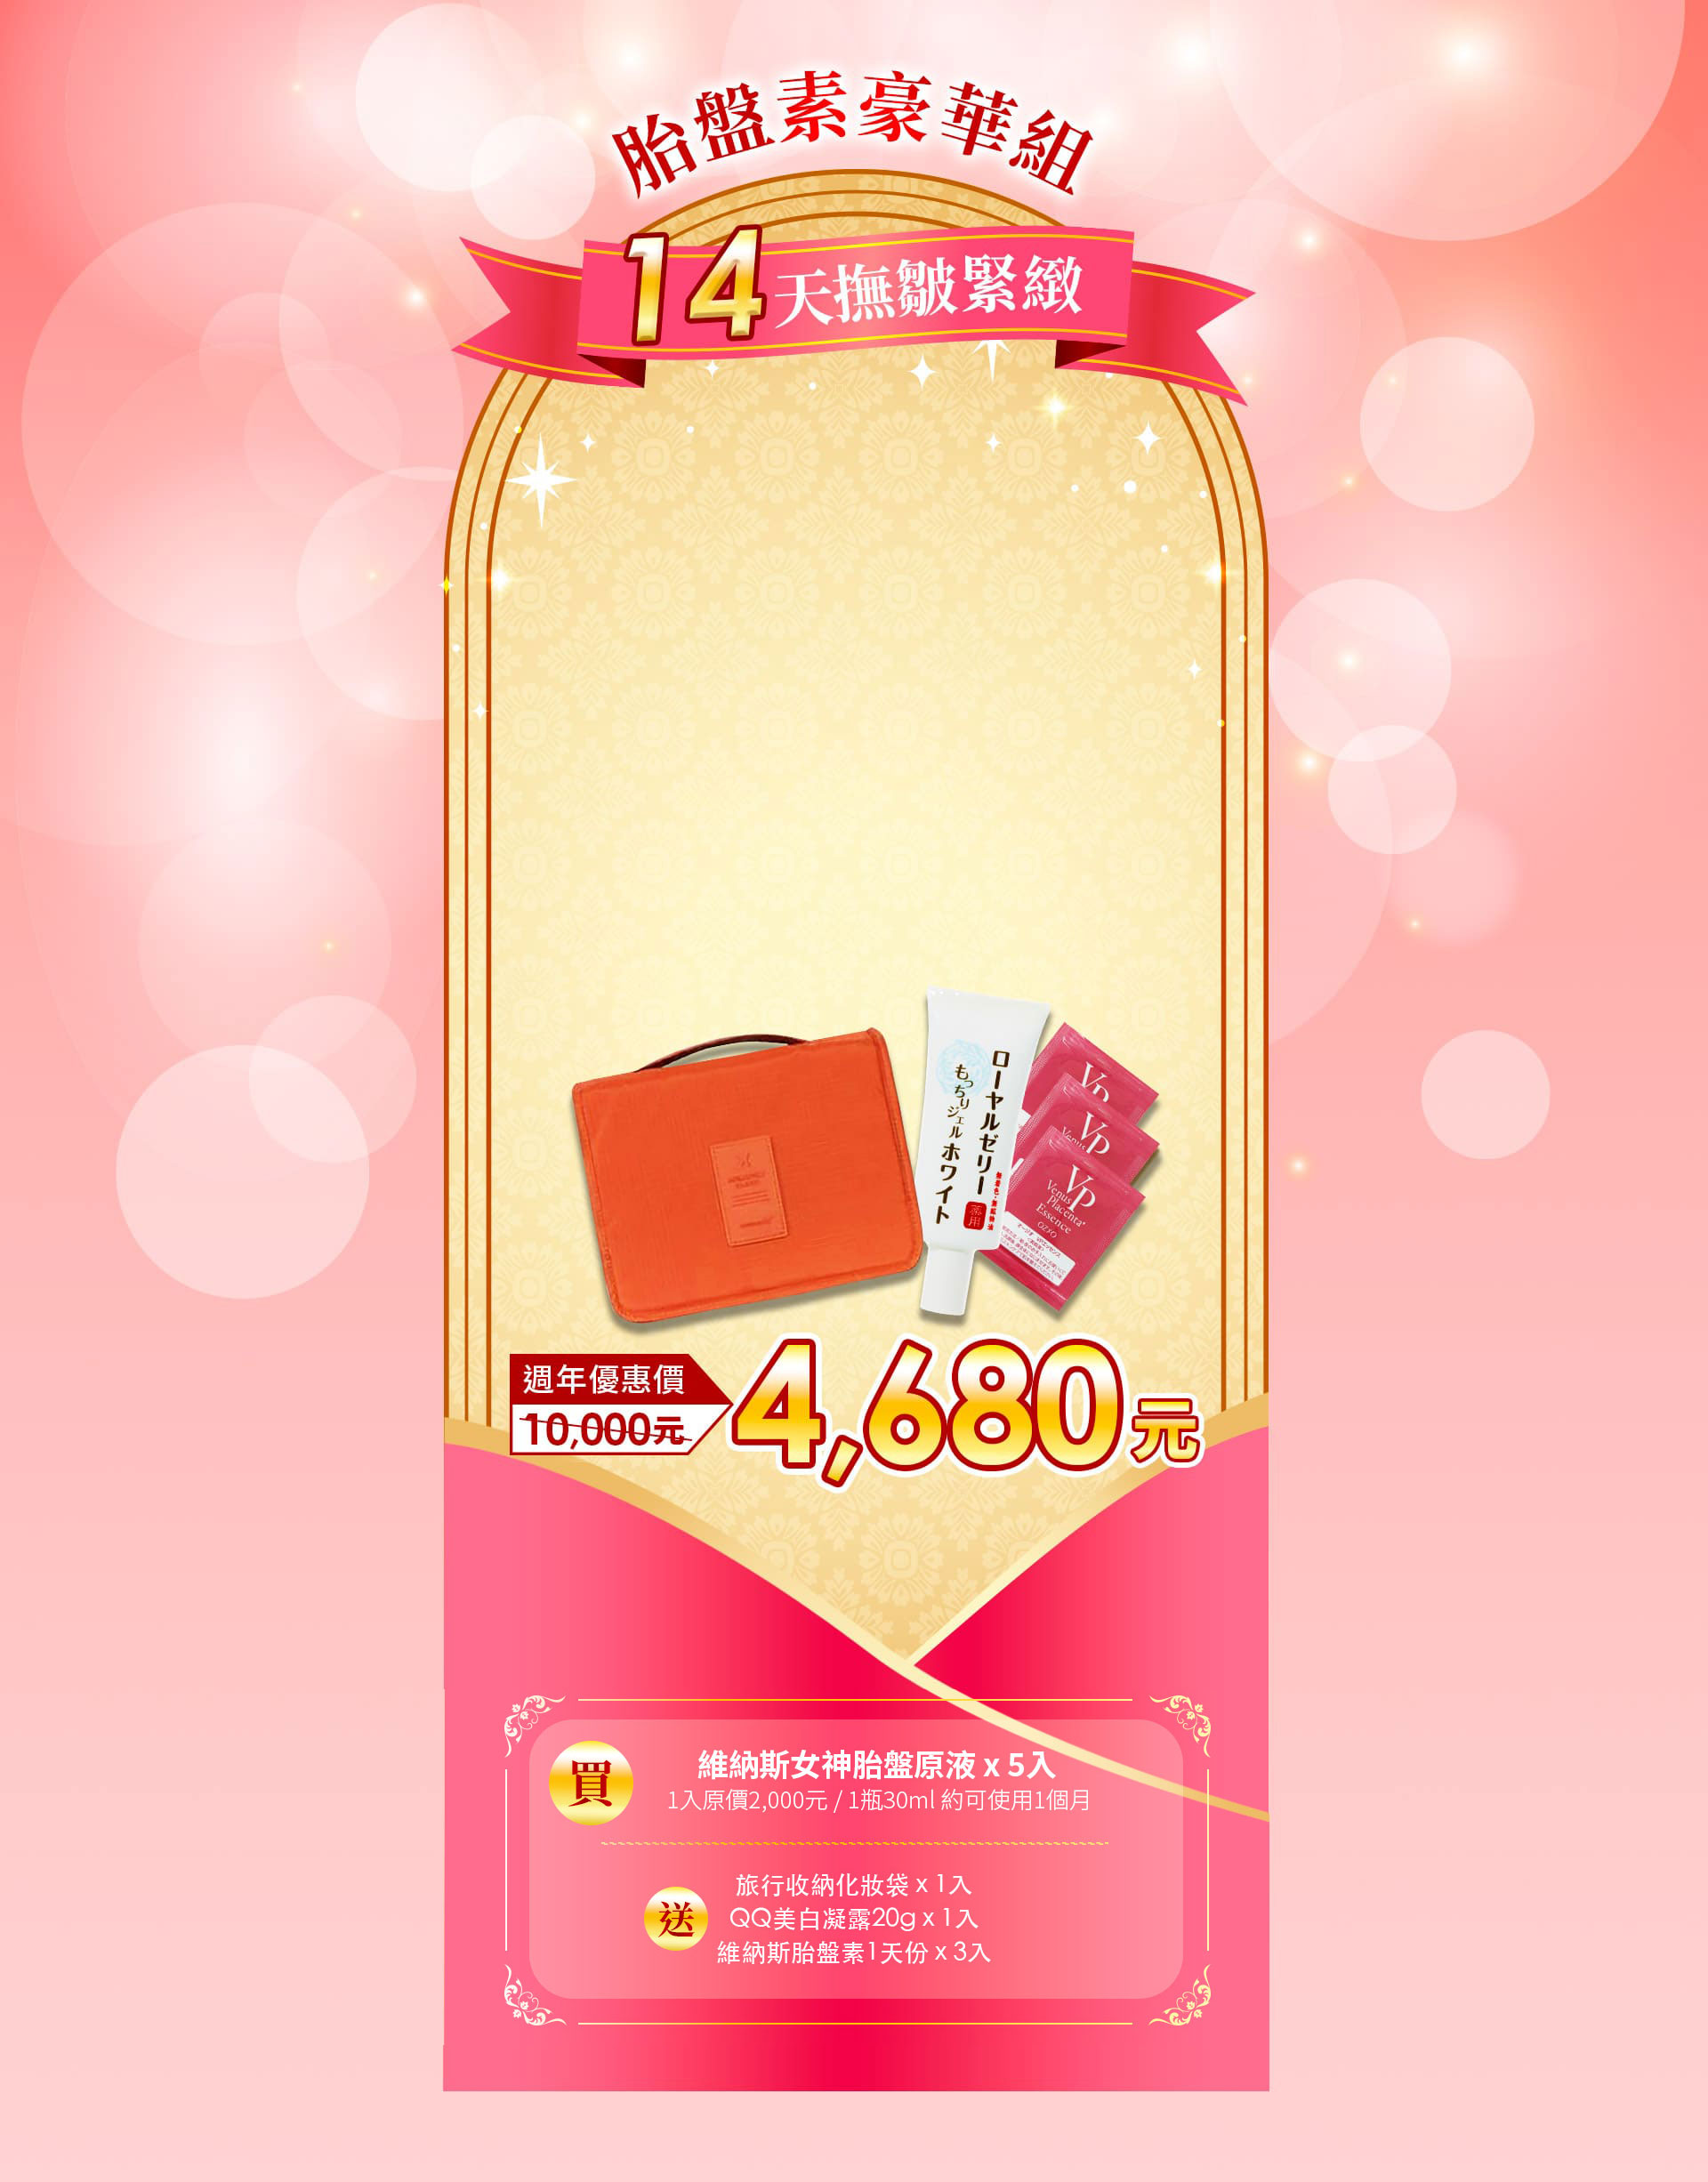 胎盤素豪華組
14天撫皺緊緻
ローヤルゼリー
もっちりジェルホワイト
薬用
VP
VP
Venus
VP
Venus
Placenta
Essence
OZIO
週年優惠價
10,000元
4,680元
買
維納斯女神胎盤原液 x 5入
1入原價2,000元 / 1瓶30ml 約可使用1個月
送
旅行收納化妝袋 x 1入
QQ美白凝露20g x 1入
維納斯胎盤素1天份 x 3入